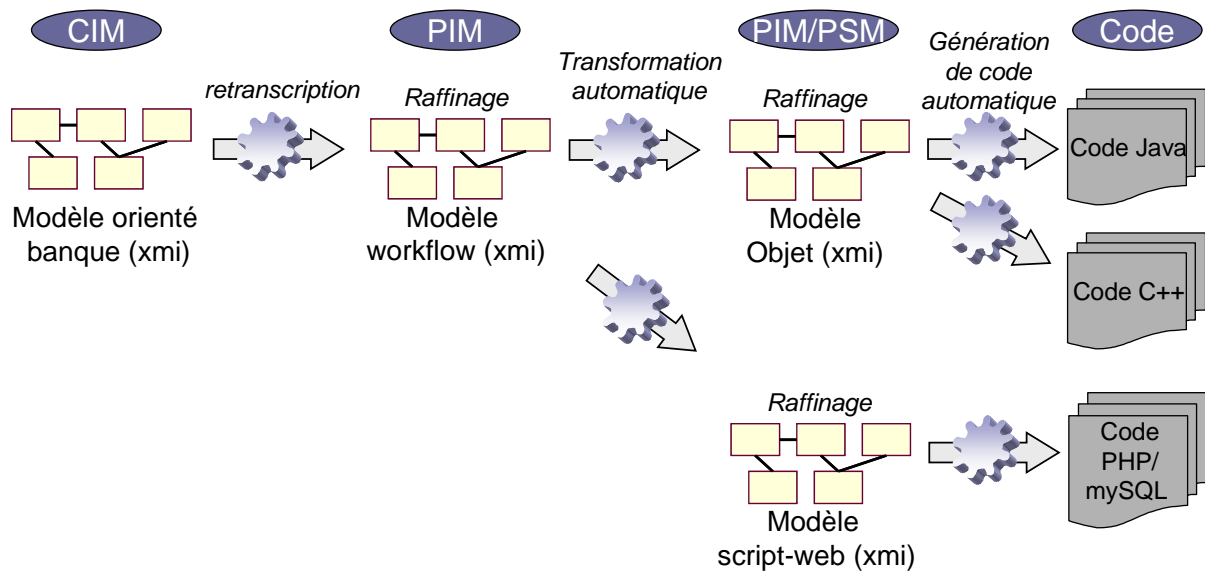 CIM
PIM
PIM/PSM
Génération
de code
automatique
Code
retranscription
Transformation
automatique
Raffinage
Raffinage
Code Java
Modèle orienté
banque (xmi)
Modèle
workflow (xmi)
Modèle
Objet (xmi)
Code C++
Raffinage
Code
PHP/
mySQL
Modèle
script-web (xmi)